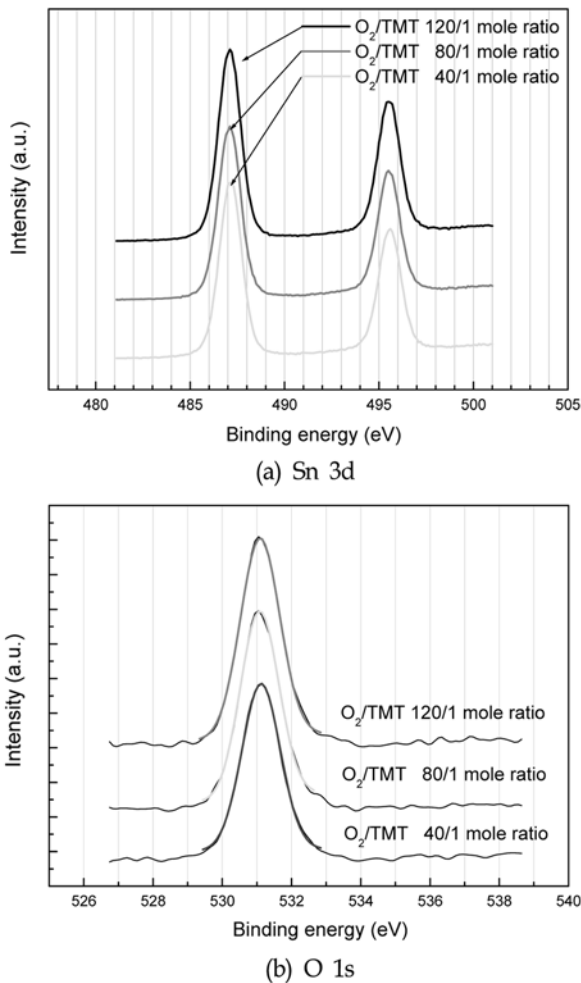 O₂/TMT 120/1 mole ratio
O₂/TMT 80/1 mole ratio
O₂/TMT 40/1 mole ratio
Intensity (a.u.)
480 485 490 495 500 505
Binding energy (eV)
(a) Sn 3d
O₂/TMT 120/1 mole ratio
O₂/TMT 80/1 mole ratio
O₂/TMT 40/1 mole ratio
Intensity (a.u.)
526 528 530 532 534 536 538 540
Binding energy (eV)
(b) O 1s